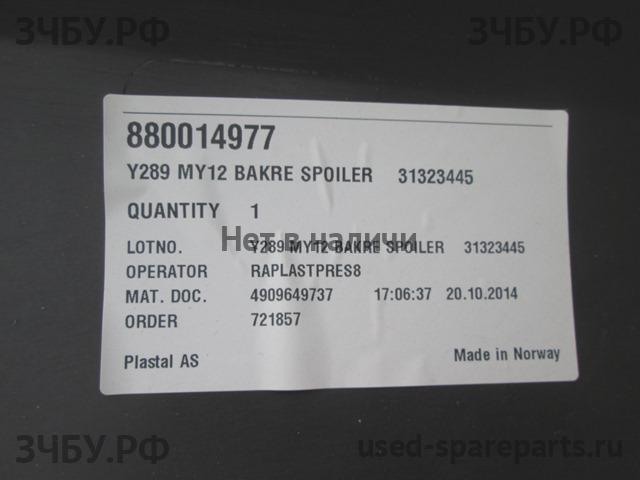 ЗЧБУ.РФ
ЗЧБУ.РФ
880014977
Y289 MY12 BAKRE SPOILER 31323445
QUANTITY 1
Нет в наличии
LOTNO. Y289 MY12 BAKRE SPOILER 31323445
OPERATOR RAPLASTPRES8
MAT. DOC. 4909649737 17:06:37 20.10.2014
ORDER 721857
Plastal AS Made in Norway
ЗЧБУ.РФ
used-spareparts.ru